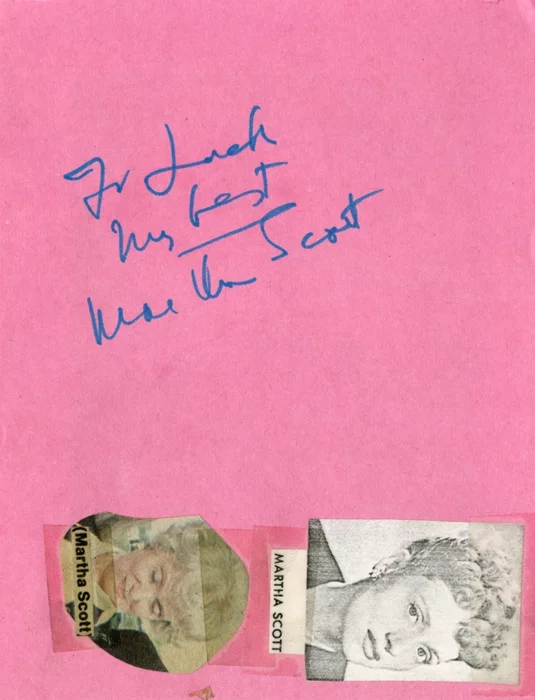 To Jack
My best
Martha Scott
(Martha Scott)
MARTHA SCOTT